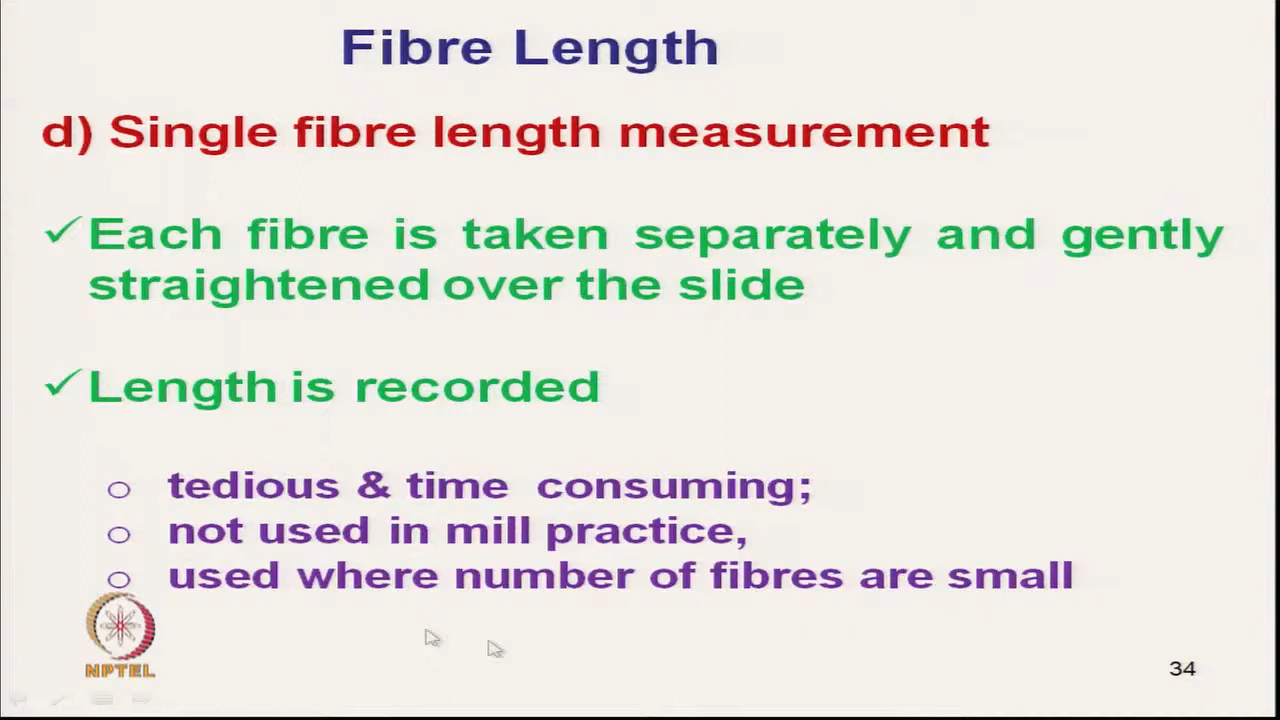 Fibre Length
d) Single fibre length measurement
✓Each fibre is taken separately and gently
straightened over the slide
✓Length is recorded
o tedious & time consuming;
o not used in mill practice,
o used where number of fibres are small
NPTEL
34